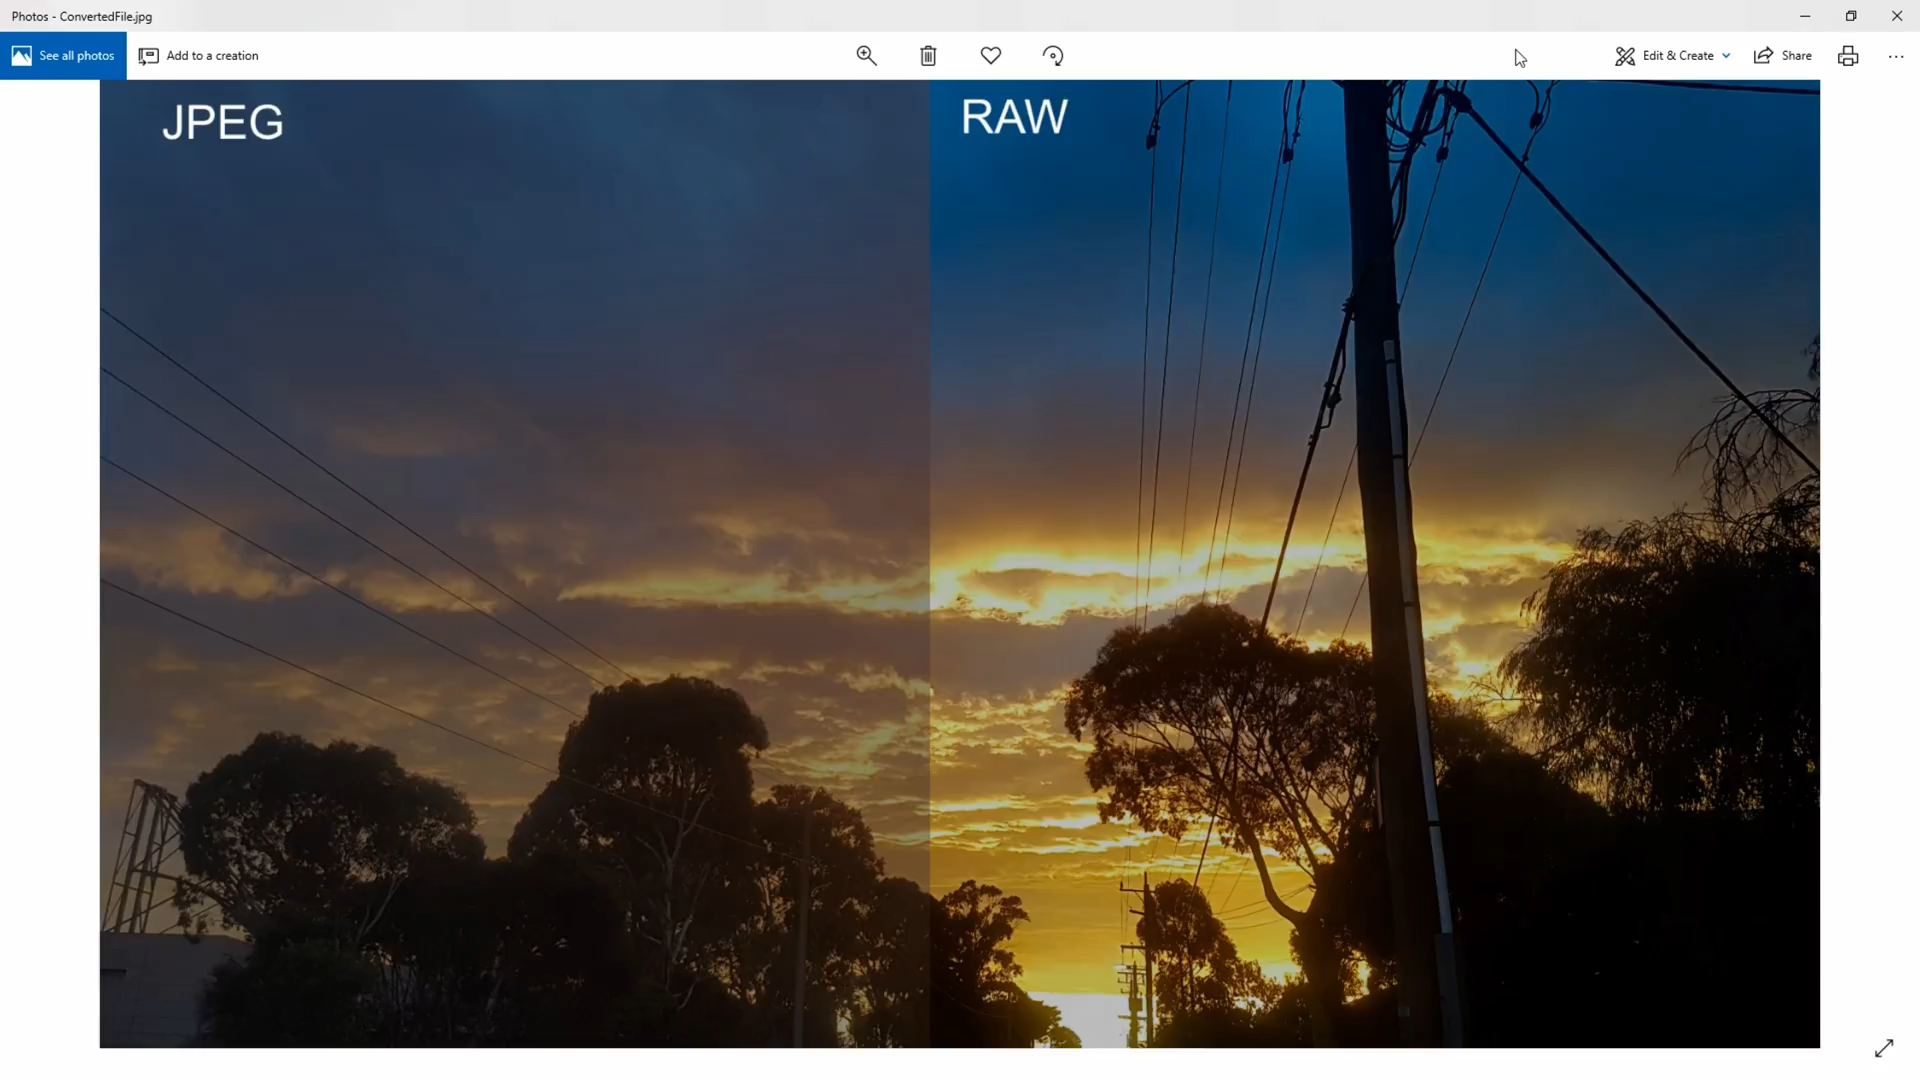 Photos - ConvertedFile.jpg
See all photos
Add to a creation
Edit & Create
Share
JPEG
RAW